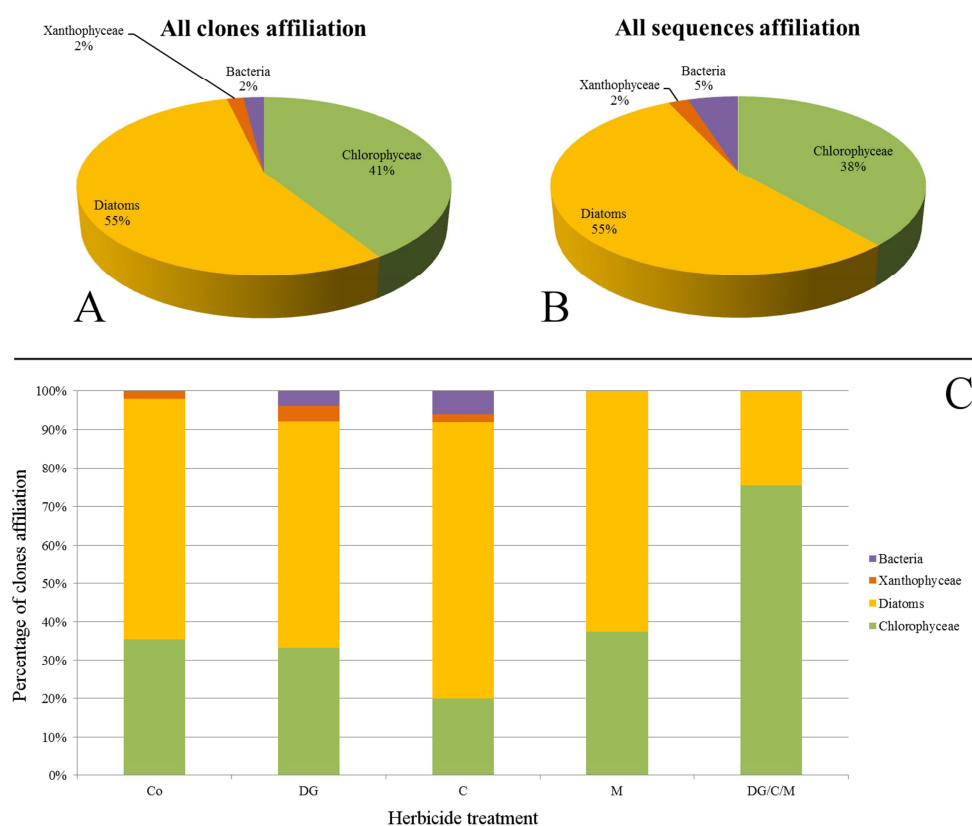 All clones affiliation
Xanthophyceae
2%
Bacteria
2%
Chlorophyceae
41%
Diatoms
55%
A
All sequences affiliation
Xanthophyceae
2%
Bacteria
5%
Chlorophyceae
38%
Diatoms
55%
B
C
Percentage of clones affiliation
100%
90%
80%
70%
60%
50%
40%
30%
20%
10%
0%
Co
DG
C
M
DG/C/M
Herbicide treatment
Bacteria
Xanthophyceae
Diatoms
Chlorophyceae